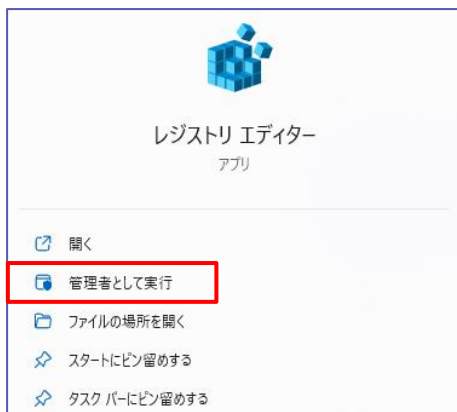 レジストリ エディター
アプリ
開く
管理者として実行
ファイルの場所を開く
スタートにピン留めする
タスク バーにピン留めする